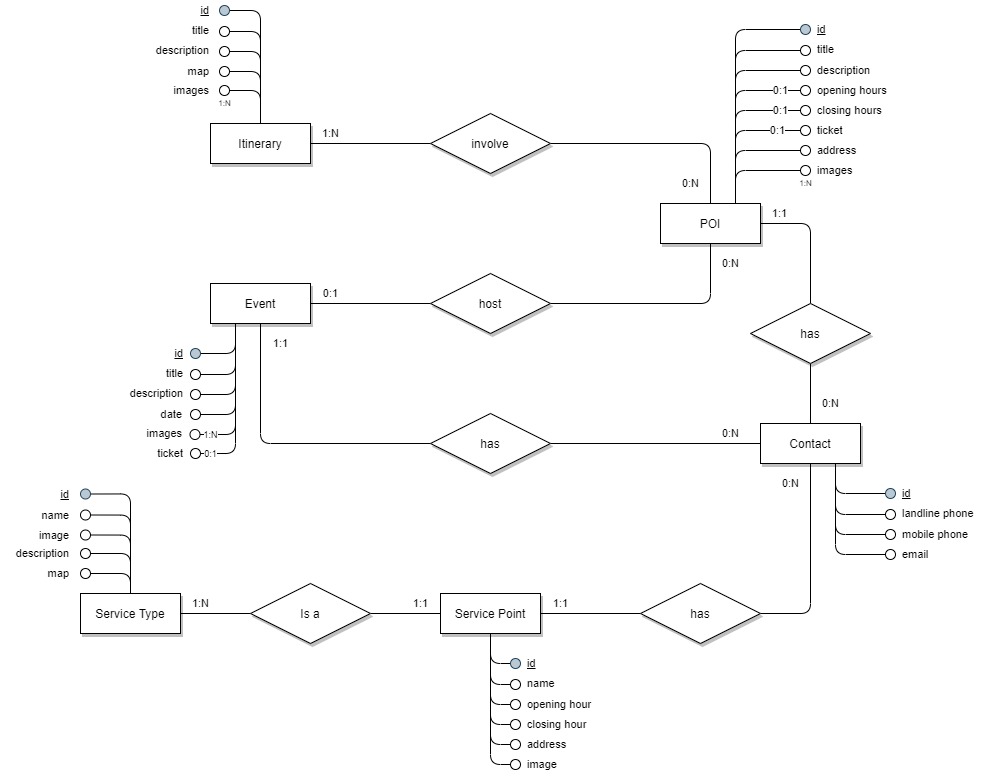 id
title
description
map
images
1:N
Itinerary
1:N
involve
0:N
id
title
description
0:1 opening hours
0:1 closing hours
0:1 ticket
address
images
1:N
POI
1:1
0:N
Event
0:1
host
1:1
has
0:N
id
title
description
date
images 1:N
ticket 0:1
has
0:N
Contact
0:N
id
landline phone
mobile phone
email
id
name
image
description
map
Service Type
1:N
Is a
1:1
Service Point
1:1
has
id
name
opening hour
closing hour
address
image